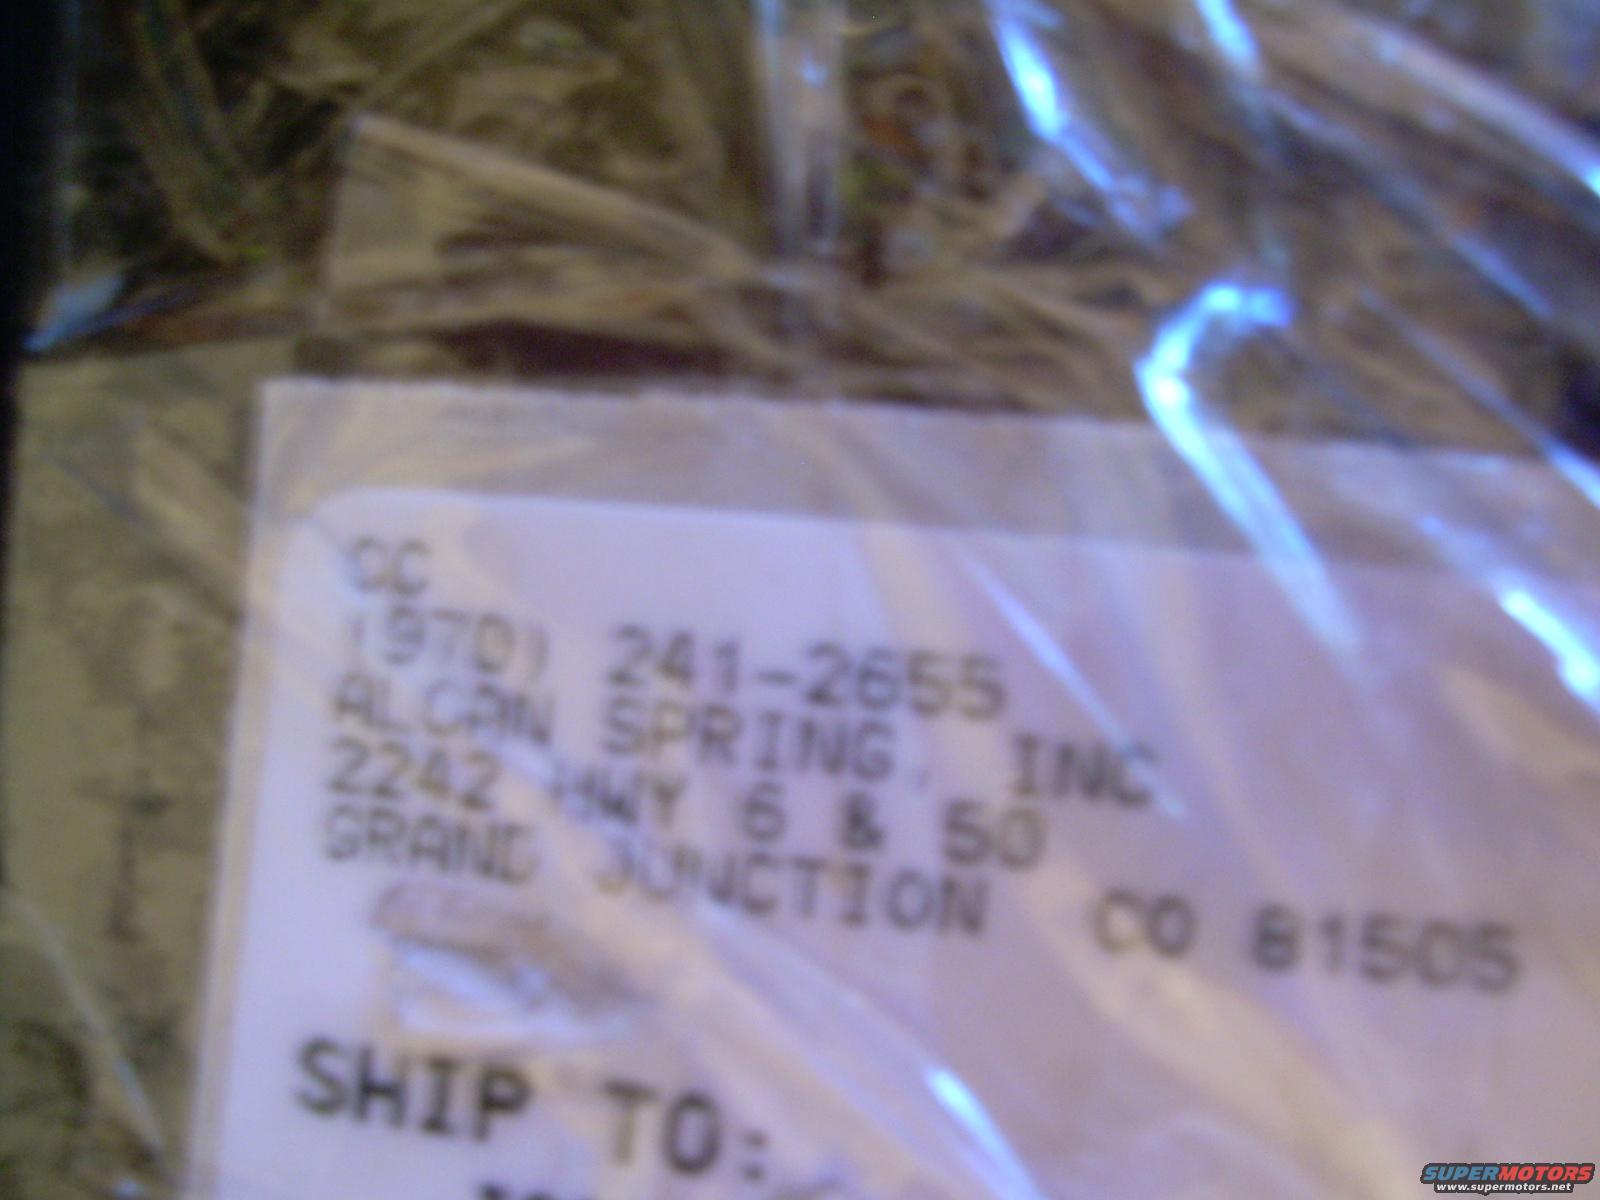 (970) 241-2655
ALCAN SPRING, INC
2242 HWY 6 & 50
GRAND JUNCTION CO 81505
SHIP TO:
SUPERMOTORS
www.supermotors.net